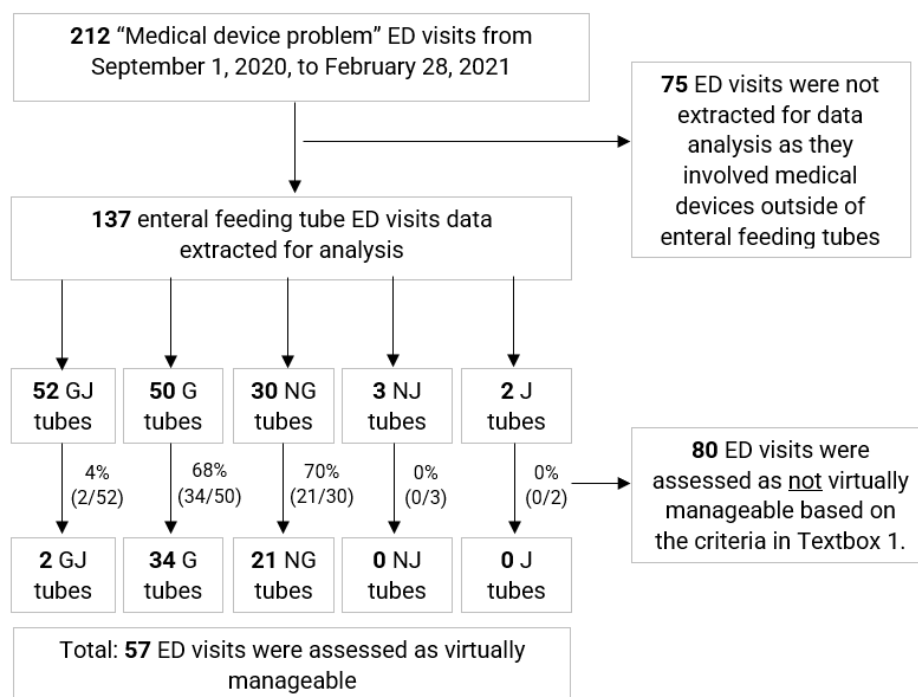 212 “Medical device problem” ED visits from
September 1, 2020, to February 28, 2021
75 ED visits were not
extracted for data
analysis as they
involved medical
devices outside of
enteral feeding tubes
137 enteral feeding tube ED visits data
extracted for analysis
52 GJ
tubes
50 G
tubes
30 NG
tubes
3 NJ
tubes
2 J
tubes
4%
(2/52)
68%
(34/50)
70%
(21/30)
0%
(0/3)
0%
(0/2)
80 ED visits were
assessed as not virtually
manageable based on
the criteria in Textbox 1.
2 GJ
tubes
34 G
tubes
21 NG
tubes
0 NJ
tubes
0 J
tubes
Total: 57 ED visits were assessed as virtually
manageable